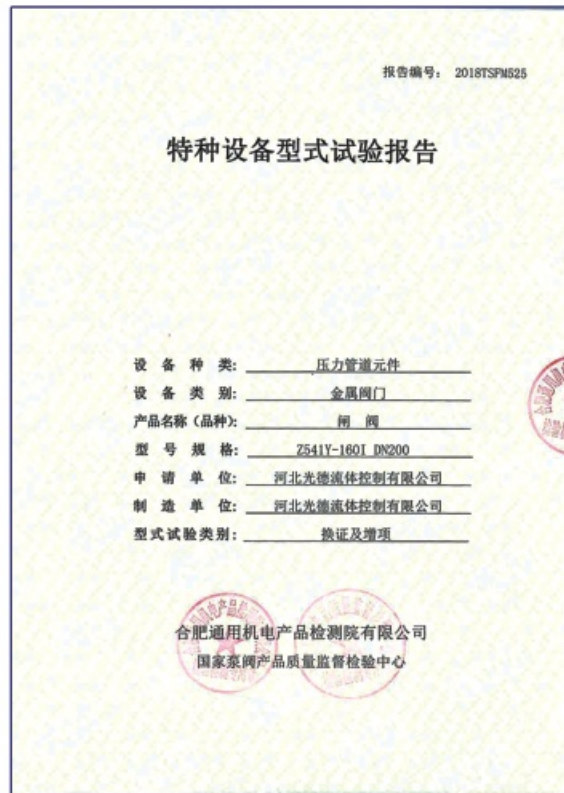 报告编号: 2018TSFM525
特种设备型式试验报告
设备种类: 压力管道元件
设备类别: 金属阀门
产品名称(品种): 闸 阀
型号规格: Z541Y-160I DN200
申请单位: 河北光德流体控制有限公司
制造单位: 河北光德流体控制有限公司
型式试验类别: 换证及增项
合肥通用机电产品检测院有限公司
国家泵阀产品质量监督检验中心